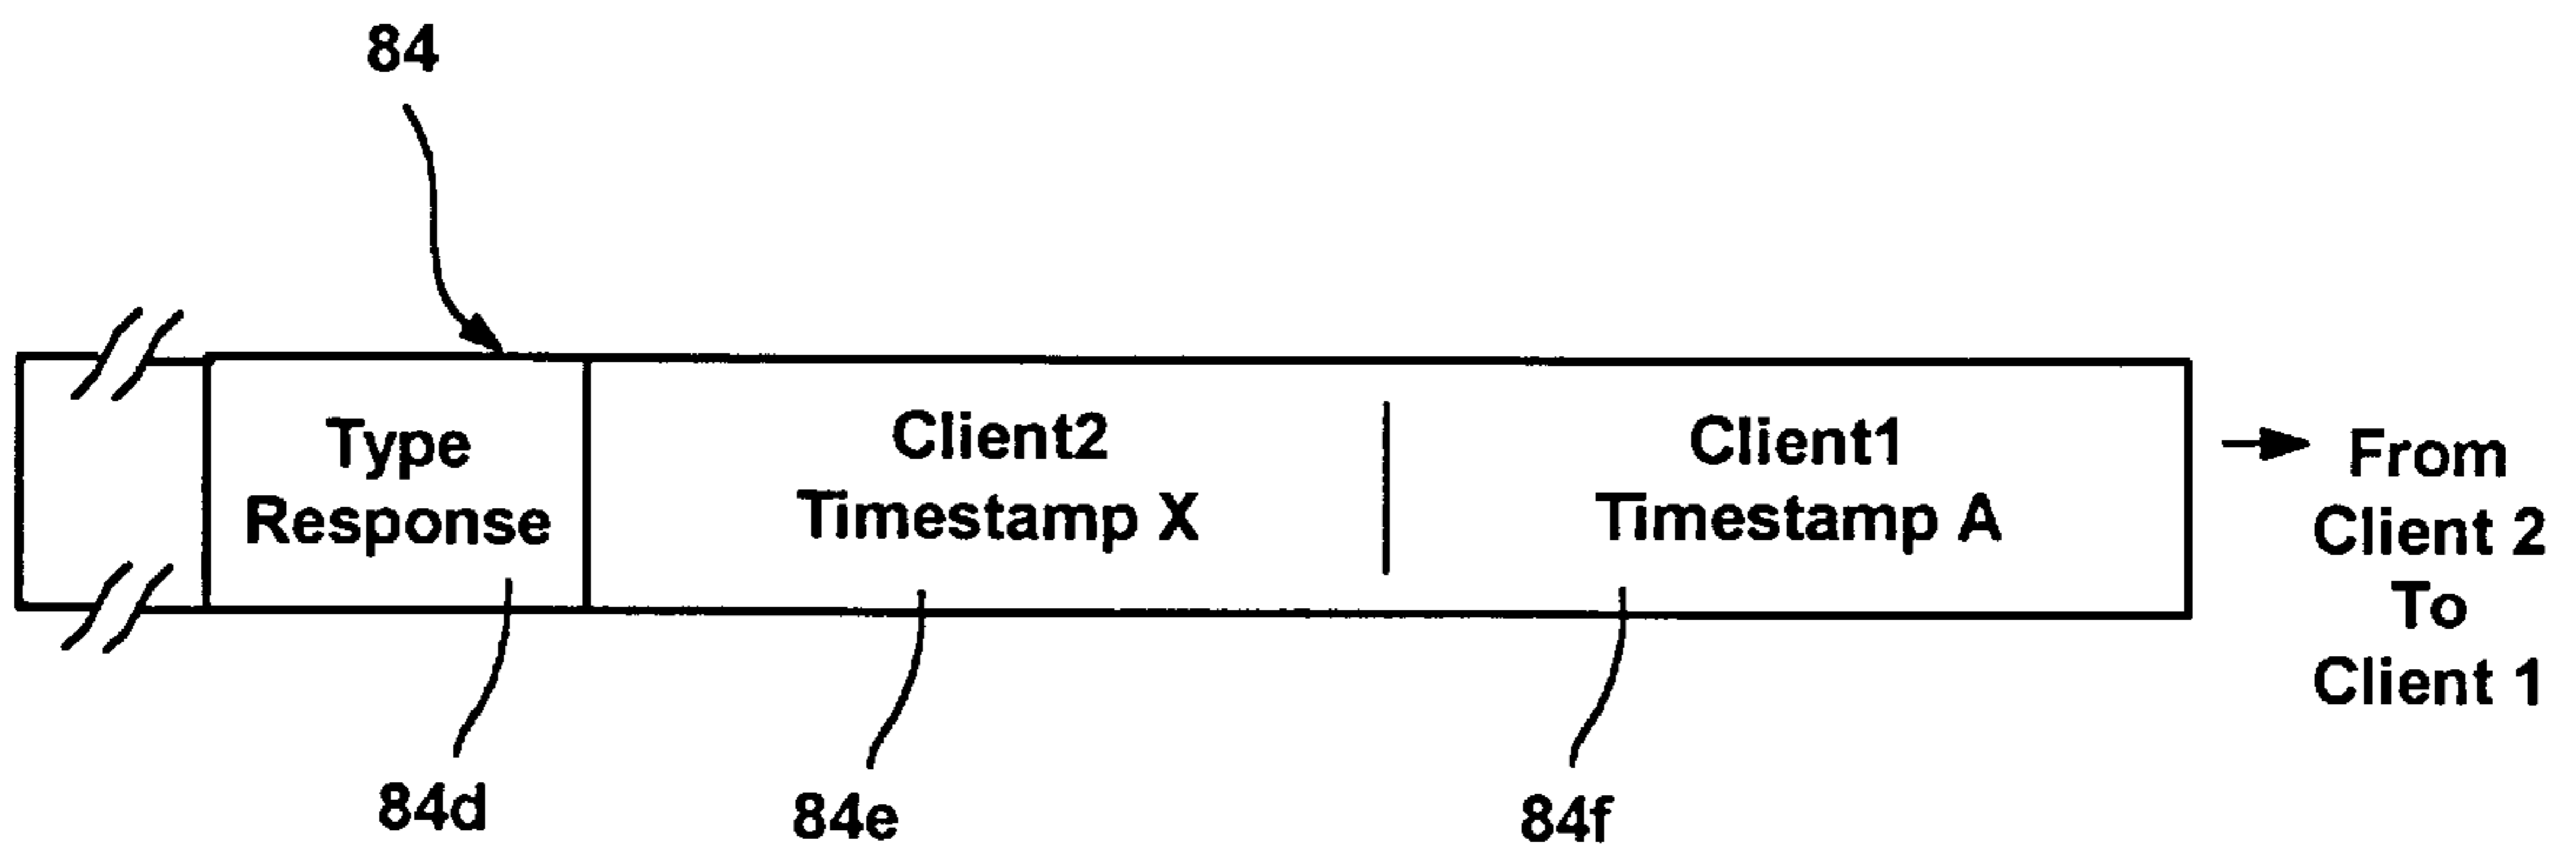 84
Type
Response
Client2
Timestamp X
Client1
Timestamp A
From
Client 2
To
Client 1
84d
84e
84f